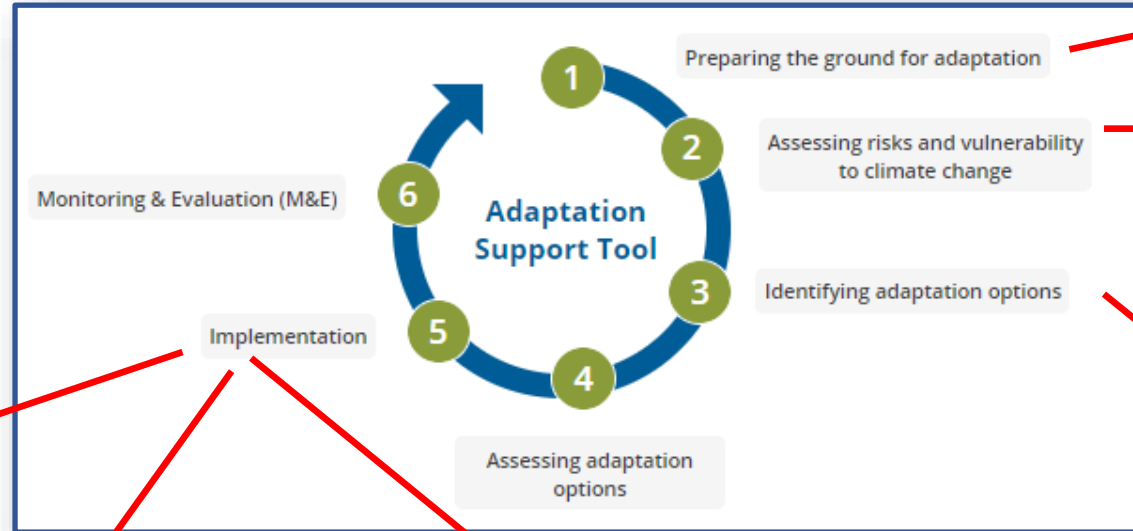 1
Preparing the ground for adaptation
2
Assessing risks and vulnerability
to climate change
3
Identifying adaptation options
4
Assessing adaptation
options
5
Implementation
6
Monitoring & Evaluation (M&E)
Adaptation
Support Tool